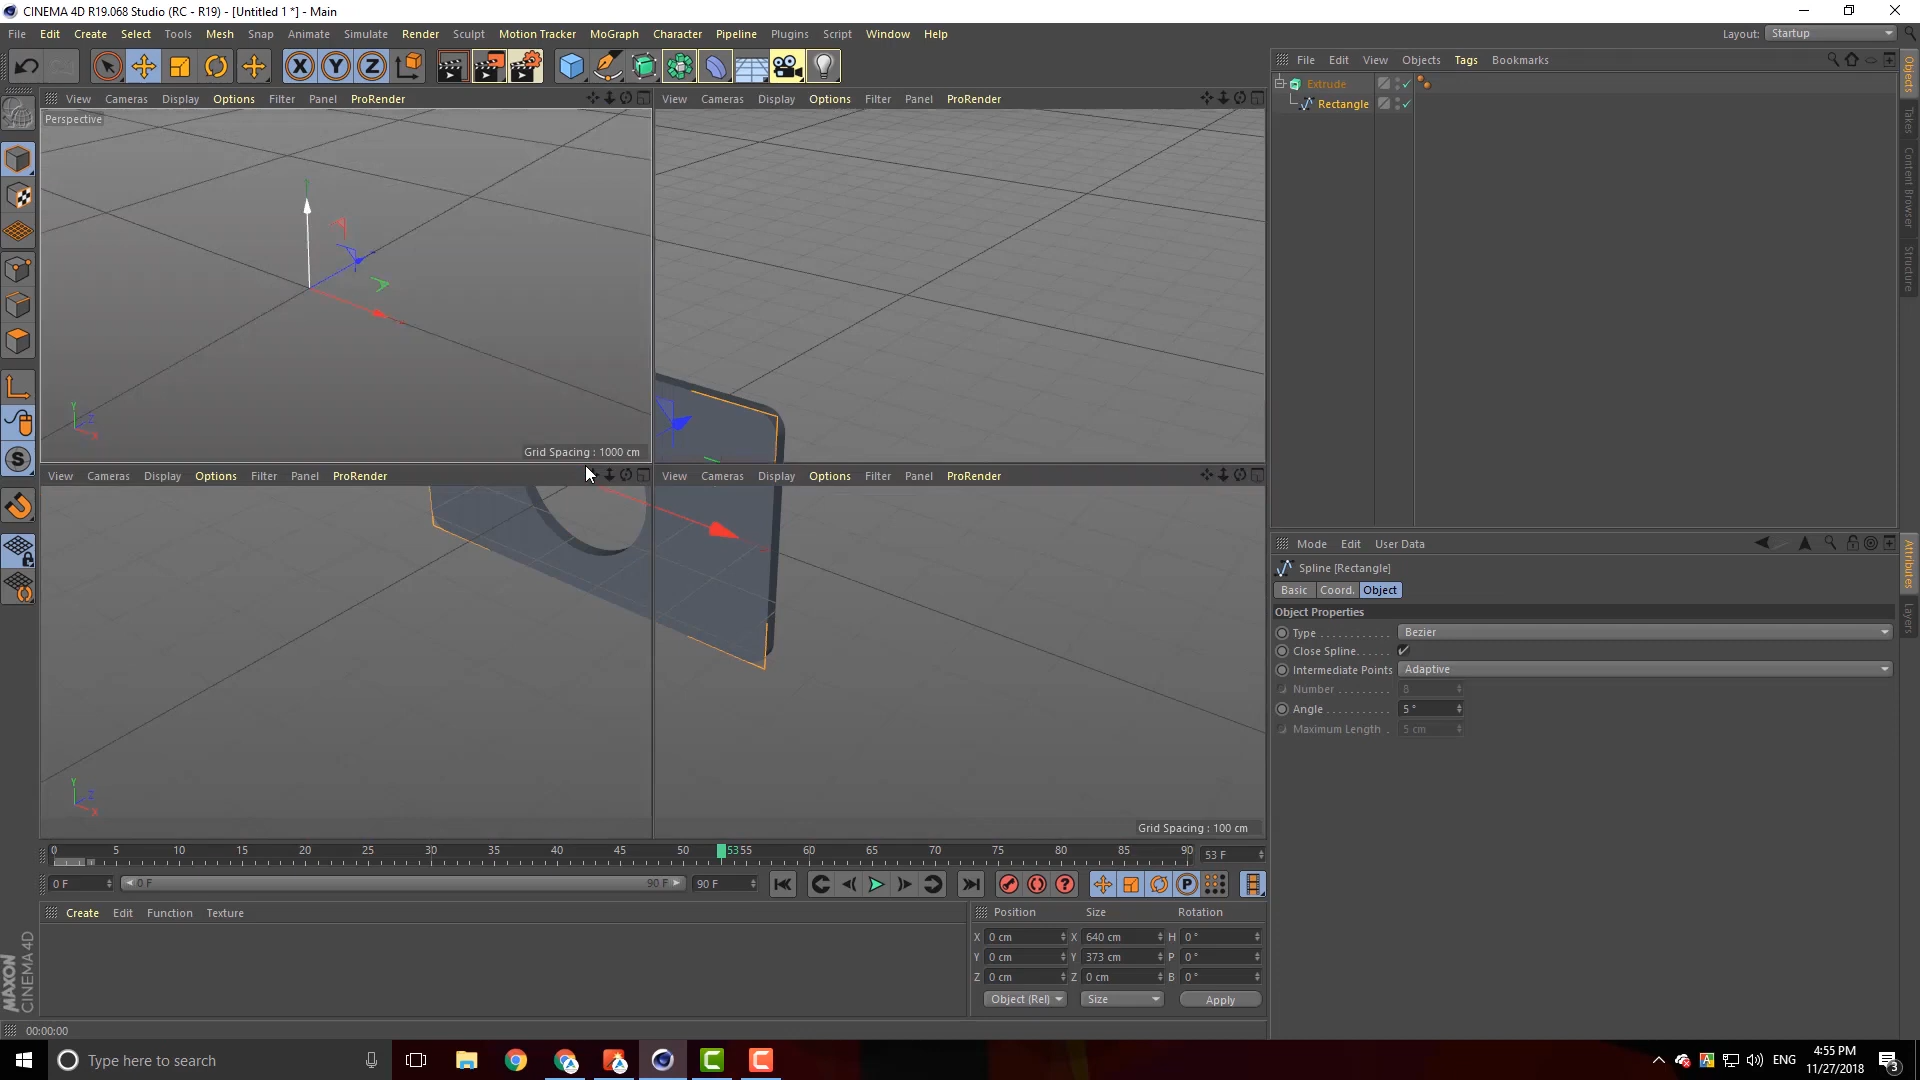 CINEMA 4D R19.068 Studio (RC - R19) - [Untitled 1 *] - Main
File Edit Create Select Tools Mesh Snap Animate Simulate Render Sculpt Motion Tracker MoGraph Character Pipeline Plugins Script Window Help
Layout: Startup
X Y Z
File Edit View Objects Tags Bookmarks
View Cameras Display Options Filter Panel ProRender
View Cameras Display Options Filter Panel ProRender
Perspective
Extrude
Rectangle
Objects
Takes
Content Browser
Structure
Y
Z
X
Grid Spacing : 1000 cm
View Cameras Display Options Filter Panel ProRender
View Cameras Display Options Filter Panel ProRender
Mode Edit User Data
Spline [Rectangle]
Basic Coord. Object
Object Properties
Type . . . . . . . . . . . . Bezier
Close Spline. . . . . .
Intermediate Points Adaptive
Number . . . . . . . . . 8
Angle . . . . . . . . . . . 5 °
Maximum Length . 5 cm
Attributes
Layers
Y
Z
X
Grid Spacing : 100 cm
0 5 10 15 20 25 30 35 40 45 50 53 55 60 65 70 75 80 85 90
53 F
0 F 0 F 90 F 90 F
Create Edit Function Texture
Position Size Rotation
X 0 cm X 640 cm H 0 °
Y 0 cm Y 373 cm P 0 °
Z 0 cm Z 0 cm B 0 °
Object (Rel) Size Apply
MAXON
CINEMA 4D
00:00:00
Type here to search
ENG
4:55 PM
11/27/2018
3